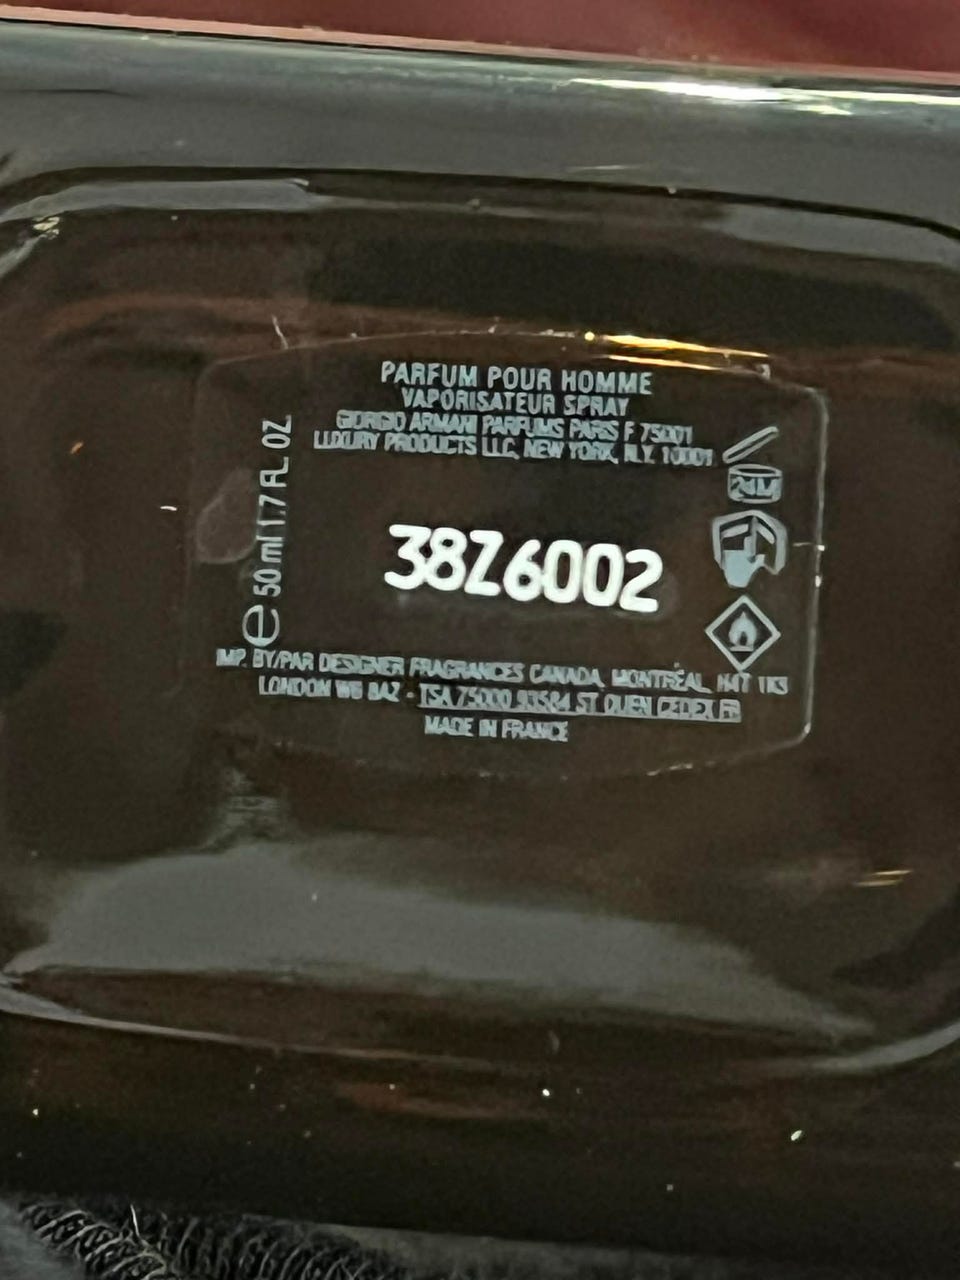 PARFUM POUR HOMME
VAPORISATEUR SPRAY
GIORGIO ARMANI PARFUMS PARIS F 75001
LUXURY PRODUCTS LLC, NEW YORK, N.Y. 10001
24M
e 50 ml 1.7 FL. OZ
38Z6002
IMP. BY/PAR DESIGNER FRAGRANCES CANADA, MONTRÉAL, H4T 1K5
LONDON W6 8AZ - TSA 75000 93584 ST OUEN CEDEX FR
MADE IN FRANCE